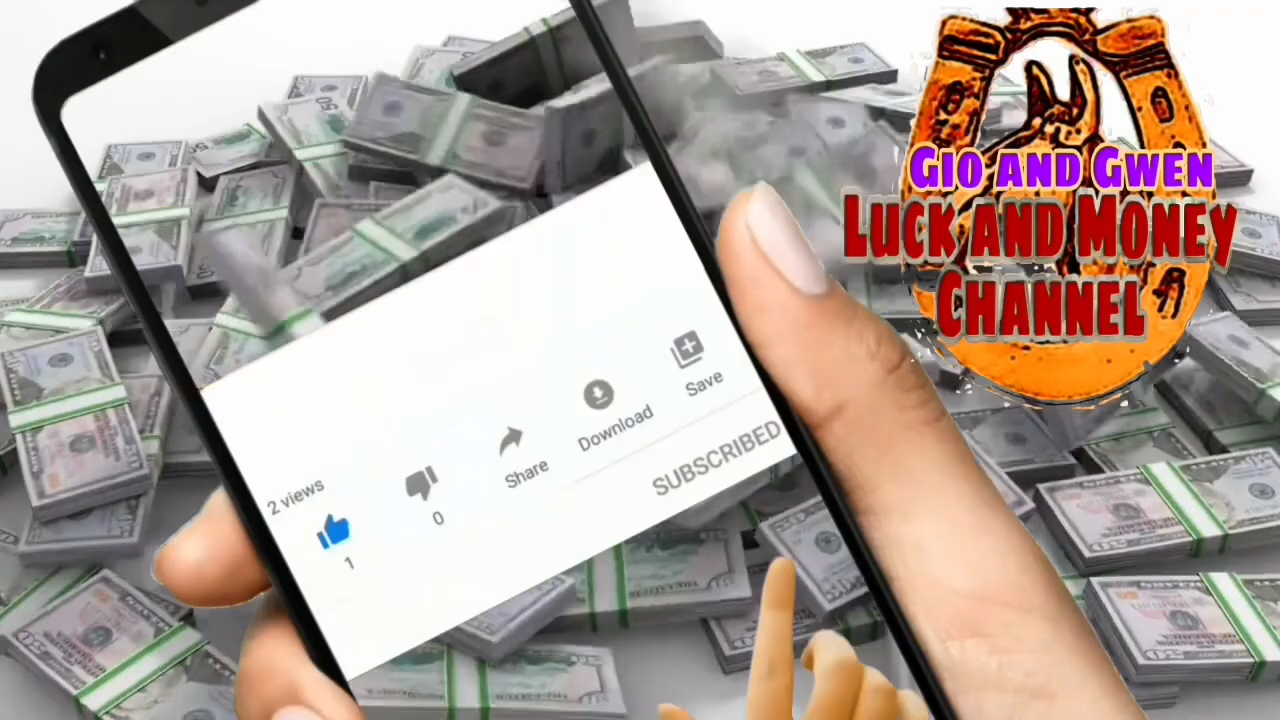 Gio and Gwen
Luck and Money
Channel
2 views
1
0
Share
Download
Save
SUBSCRIBED